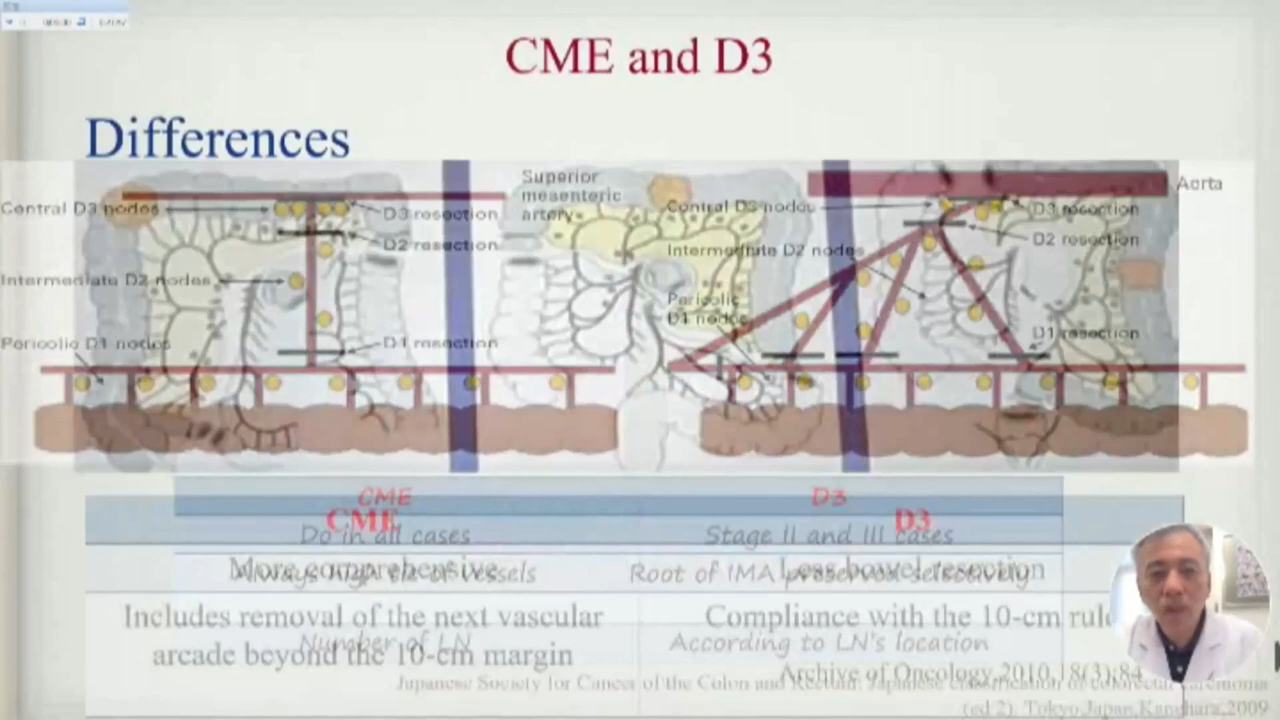 CME and D3
Differences
Superior
mesenteric
artery
Aorta
Central D3 nodes
D3 resection
Central D3 nodes
D3 resection
D2 resection
D2 resection
Intermediate D2 nodes
Intermediate D2 nodes
Pericolic
D1 nodes
Pericolic D1 nodes
D1 resection
D1 resection
CME
D3
CME
D3
Do in all cases
Stage II and III cases
More comprehensive
Less bowel resection
Always high tie of vessels
Root of IMA preserved selectively
Includes removal of the next vascular
arcade beyond the 10-cm margin
Compliance with the 10-cm rule
Number of LN
According to LN's location
Archive of Oncology,2010,18(3):84
Japanese Society for Cancer of the Colon and Rectum. Japanese classification of colorectal carcinoma
(ed 2). Tokyo,Japan,Kanehara,2009